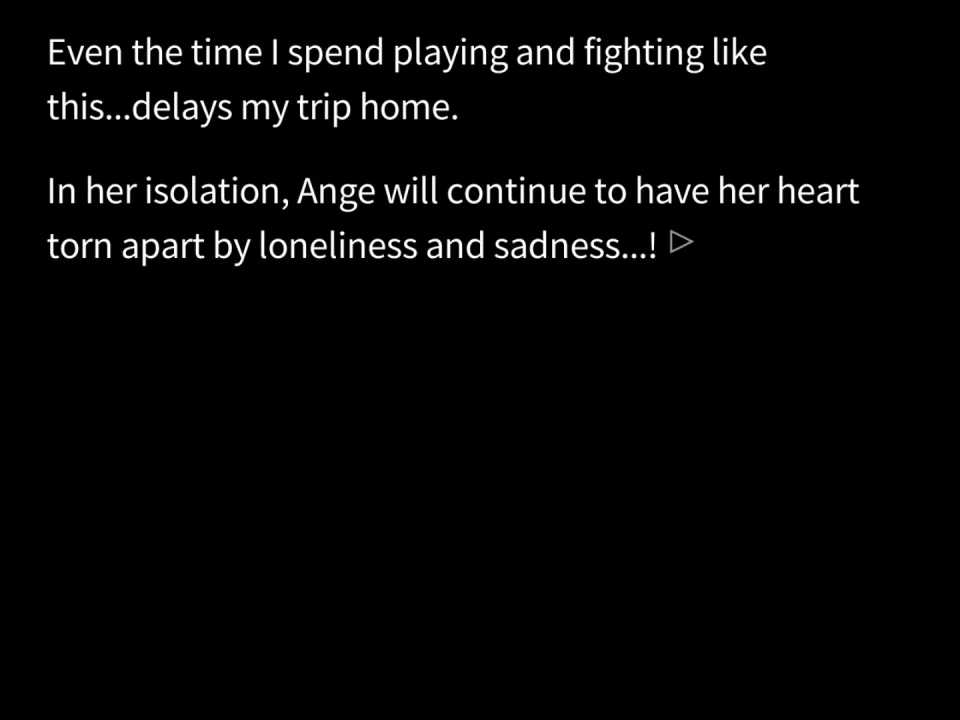 Even the time I spend playing and fighting like
this...delays my trip home.
In her isolation, Ange will continue to have her heart
torn apart by loneliness and sadness...!